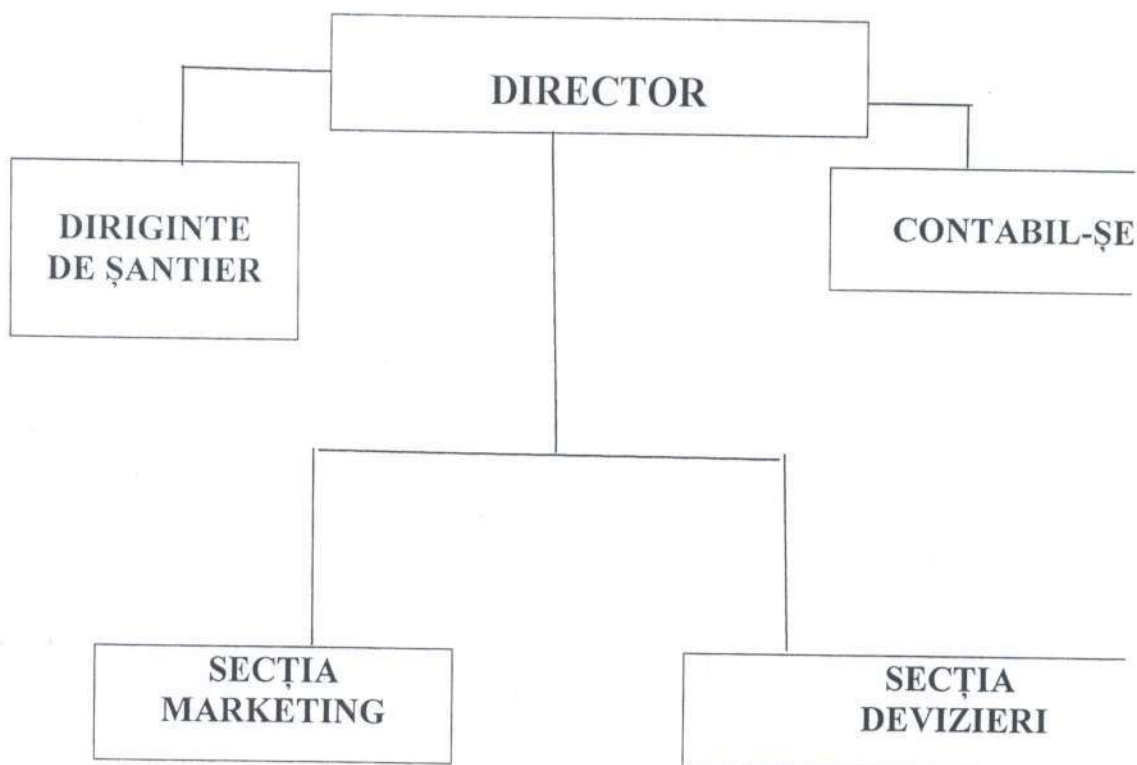 DIRECTOR
DIRIGINTE
DE ȘANTIER
CONTABIL-ȘE
SECȚIA
MARKETING
SECȚIA
DEVIZIERI